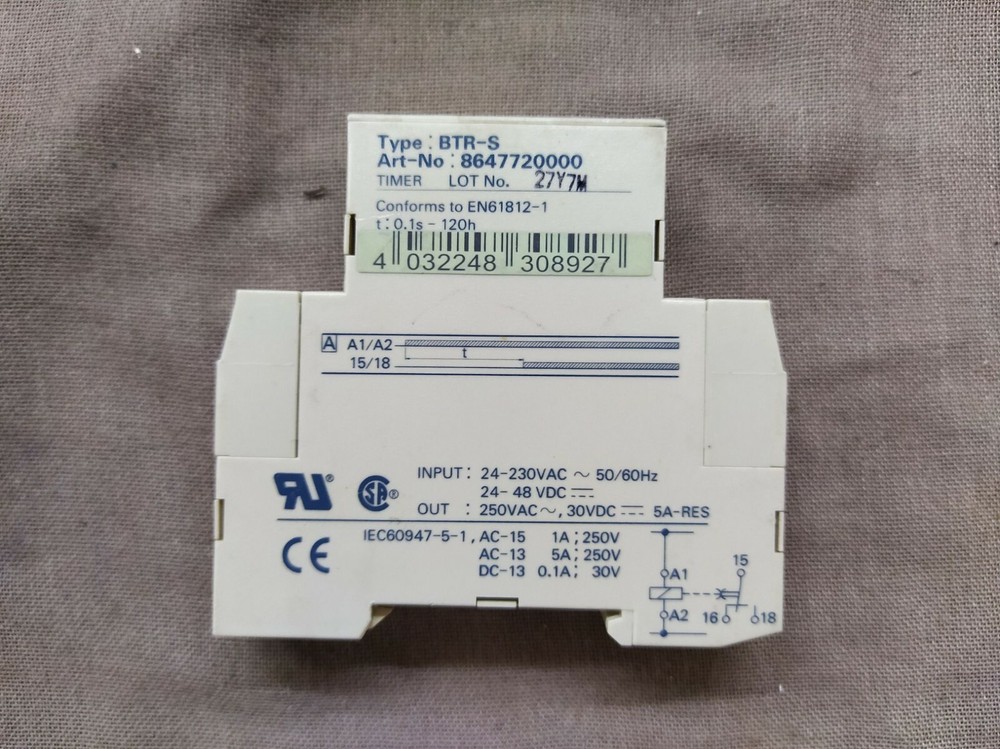 Type : BTR-S
Art-No : 8647720000
TIMER LOT No. 27Y7M
Conforms to EN61812-1
t : 0.1s - 120h
4 032248 308927
A A1/A2
t
15/18
RU® SA® INPUT : 24-230VAC ~ 50/60Hz
24- 48 VDC ⎓
OUT : 250VAC ~, 30VDC ⎓ 5A-RES
CE IEC60947-5-1, AC-15 1A ; 250V
AC-13 5A ; 250V
DC-13 0.1A ; 30V
15
A1
A2 16 18